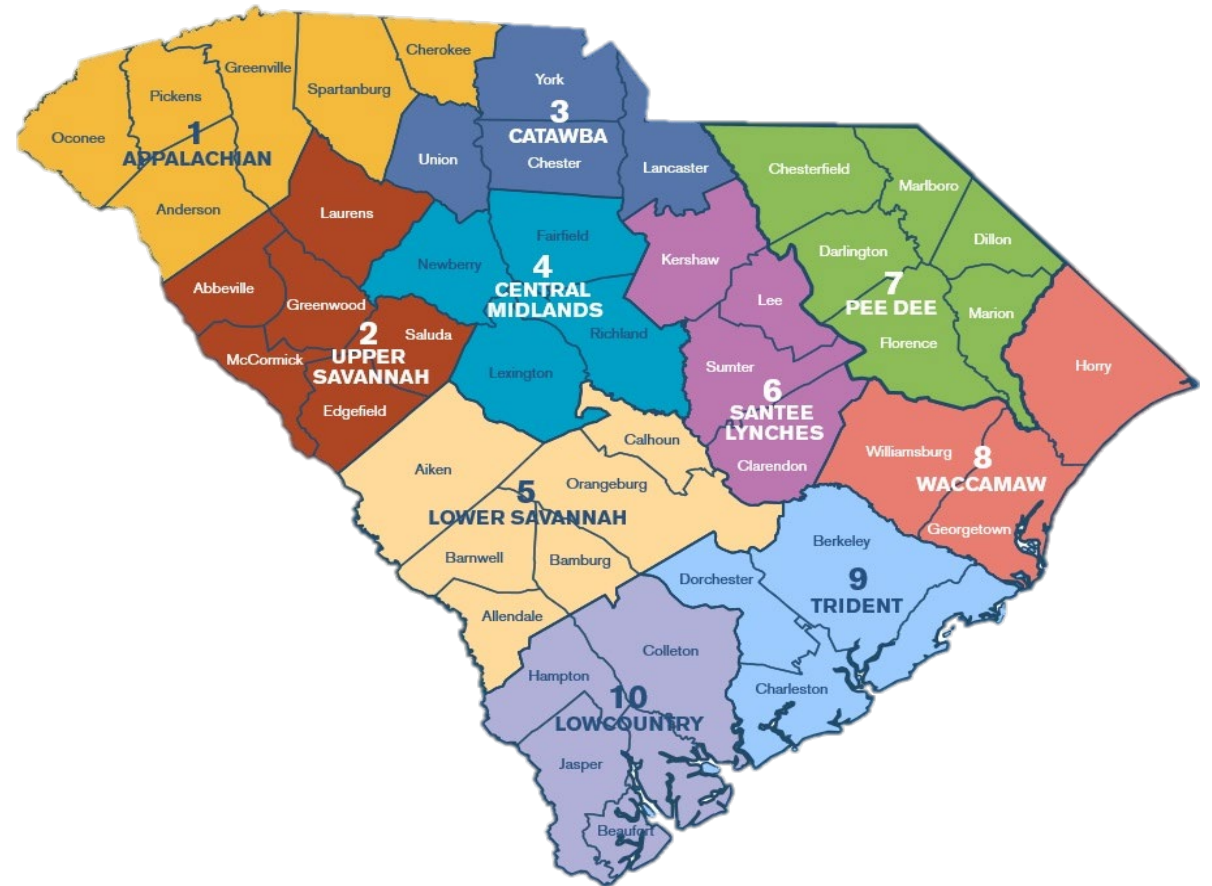 Cherokee
Greenville
York
Spartanburg
Pickens
3
CATAWBA
Oconee
1
APPALACHIAN
Union
Chester
Lancaster
Chesterfield
Marlboro
Anderson
Laurens
Fairfield
Dillon
Darlington
Newberry
4
CENTRAL
MIDLANDS
Kershaw
Abbeville
Greenwood
Lee
7
PEE DEE
Marion
2
UPPER
SAVANNAH
Saluda
Richland
McCormick
Florence
Horry
Lexington
Sumter
6
SANTEE
LYNCHES
Edgefield
Calhoun
Williamsburg
8
WACCAMAW
Aiken
Clarendon
Orangeburg
5
LOWER SAVANNAH
Georgetown
Barnwell
Bamburg
Berkeley
Dorchester
9
TRIDENT
Allendale
Colleton
Hampton
Charleston
10
LOWCOUNTRY
Jasper
Beaufort